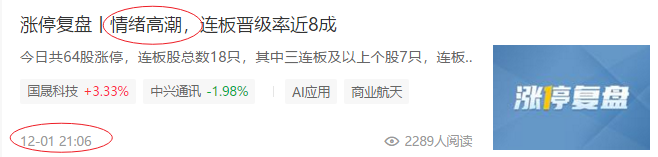 涨停复盘丨情绪高潮，连板晋级率近8成
今日共64股涨停，连板股总数18只，其中三连板及以上个股7只，连板..
国晟科技 +3.33% 中兴通讯 -1.98% AI应用 商业航天
涨停复盘
12-01 21:06 2289人阅读